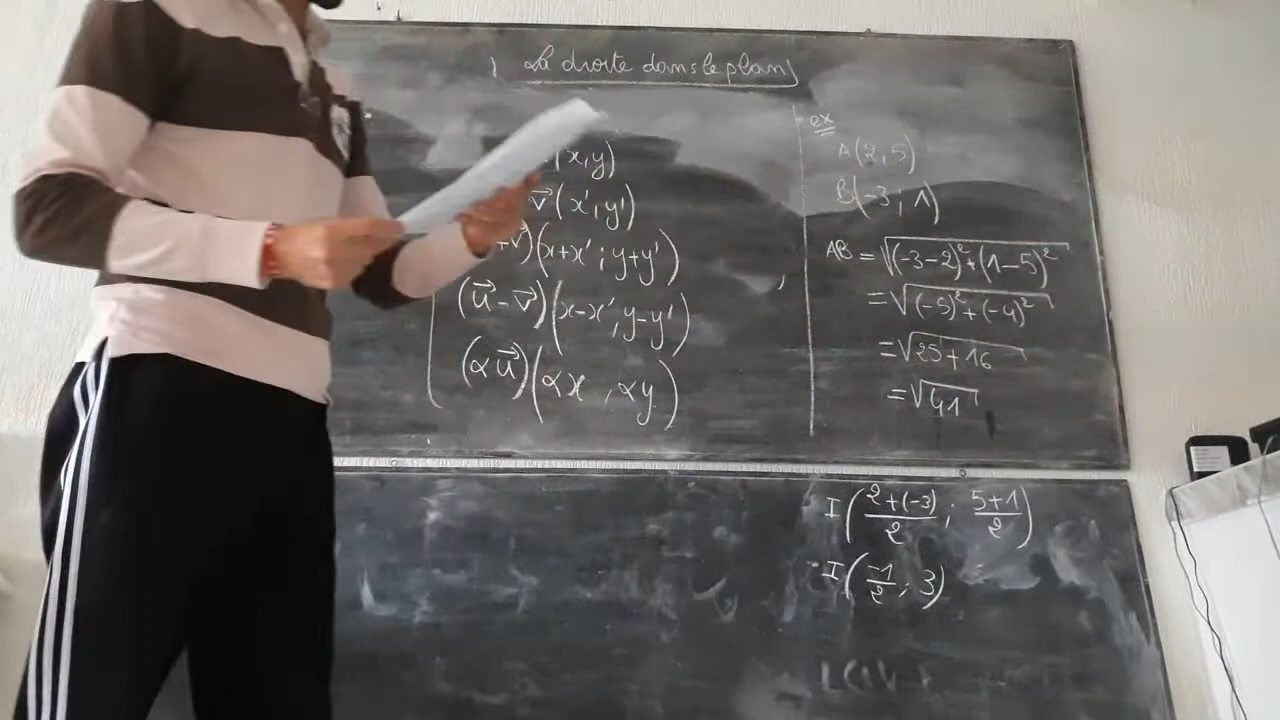 La droite dans le plan
(x, y)
v⃗(x', y')
+v⃗)(x+x' ; y+y')
(u⃗ - v⃗)(x-x', y-y')
(αu⃗)(αx , αy)
ex
A(2, 5)
B(-3, 1)
AB = √((-3-2)²+(1-5)²)
= √((-5)²+(-4)²)
= √(25+16)
= √41
I((2+(-3))/2 ; (5+1)/2)
I(-1/2 ; 3)